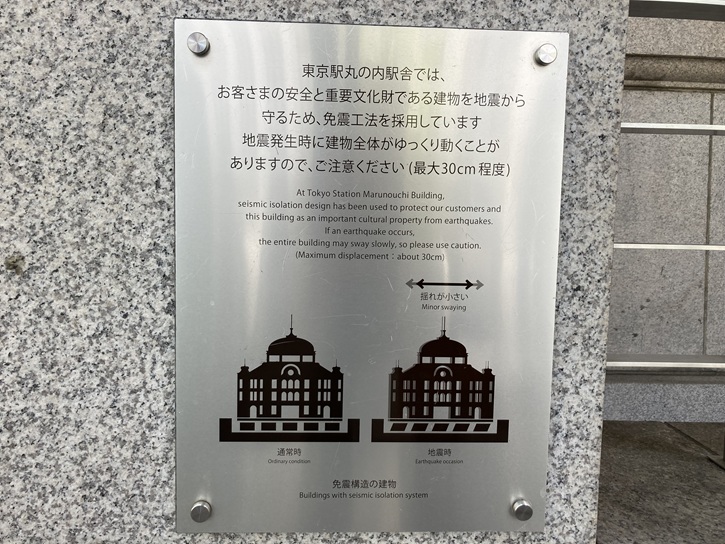 東京駅丸の内駅舎では、
お客さまの安全と重要文化財である建物を地震から
守るため、免震工法を採用しています
地震発生時に建物全体がゆっくり動くことが
ありますので、ご注意ください (最大30cm程度)
At Tokyo Station Marunouchi Building,
seismic isolation design has been used to protect our customers and
this building as an important cultural property from earthquakes.
If an earthquake occurs,
the entire building may sway slowly, so please use caution.
(Maximum displacement：about 30cm)
揺れが小さい
Minor swaying
通常時
Ordinary condition
地震時
Earthquake occasion
免震構造の建物
Buildings with seismic isolation system